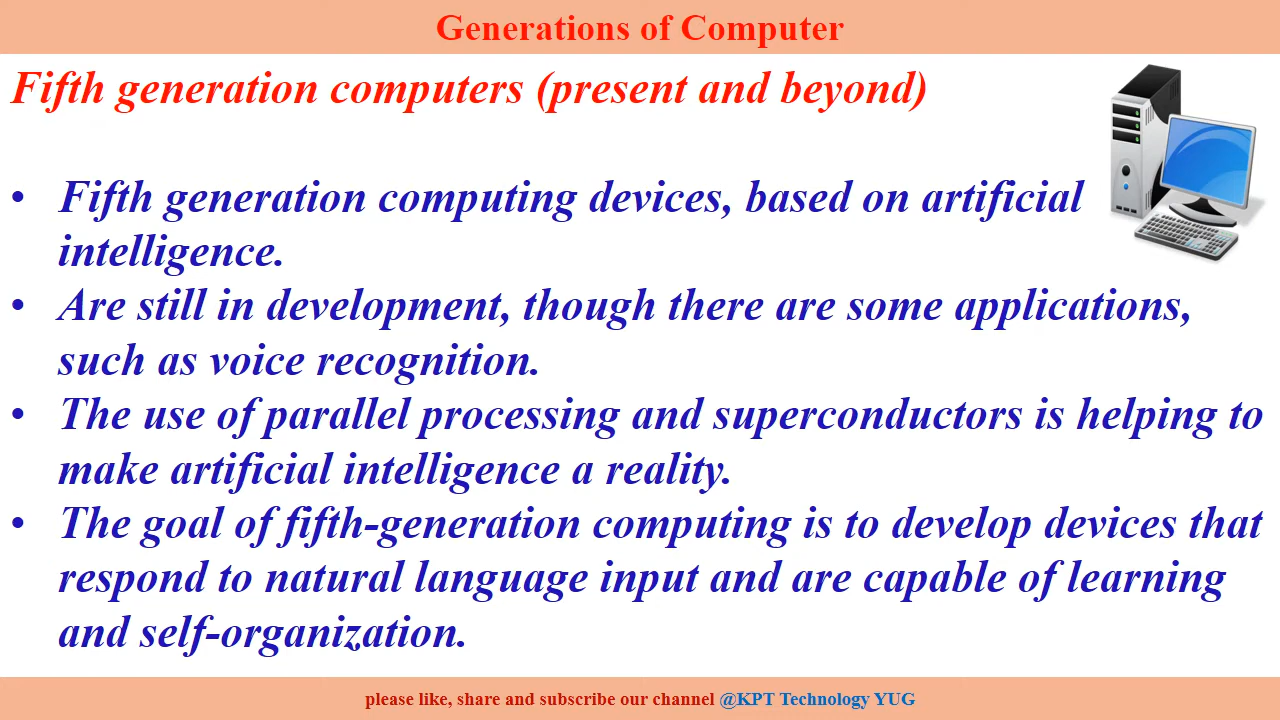 Generations of Computer
Fifth generation computers (present and beyond)
• Fifth generation computing devices, based on artificial
intelligence.
• Are still in development, though there are some applications,
such as voice recognition.
• The use of parallel processing and superconductors is helping to
make artificial intelligence a reality.
• The goal of fifth-generation computing is to develop devices that
respond to natural language input and are capable of learning
and self-organization.
please like, share and subscribe our channel @KPT Technology YUG